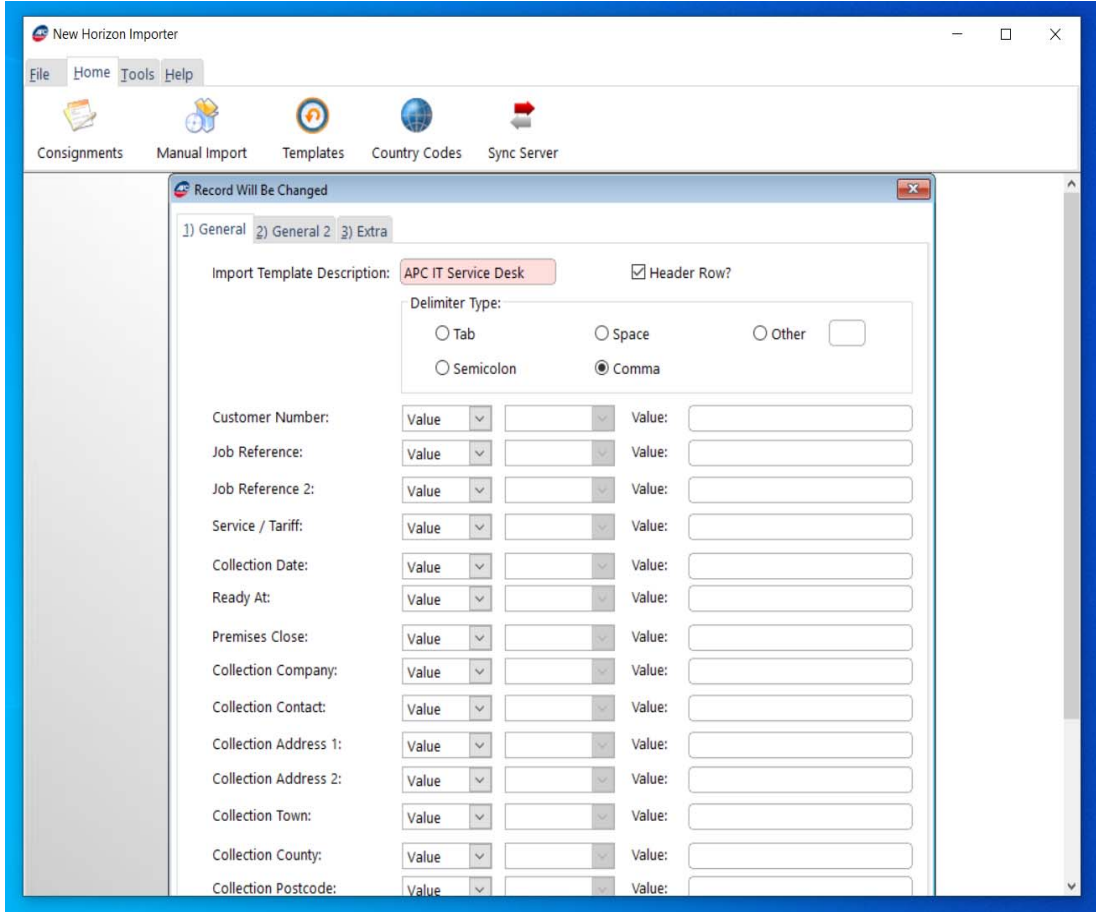 New Horizon Importer
File Home Tools Help
Consignments Manual Import Templates Country Codes Sync Server
Record Will Be Changed
1) General 2) General 2 3) Extra
Import Template Description: APC IT Service Desk Header Row?
Delimiter Type:
Tab Space Other
Semicolon Comma
Customer Number: Value Value:
Job Reference: Value Value:
Job Reference 2: Value Value:
Service / Tariff: Value Value:
Collection Date: Value Value:
Ready At: Value Value:
Premises Close: Value Value:
Collection Company: Value Value:
Collection Contact: Value Value:
Collection Address 1: Value Value:
Collection Address 2: Value Value:
Collection Town: Value Value:
Collection County: Value Value:
Collection Postcode: Value Value: